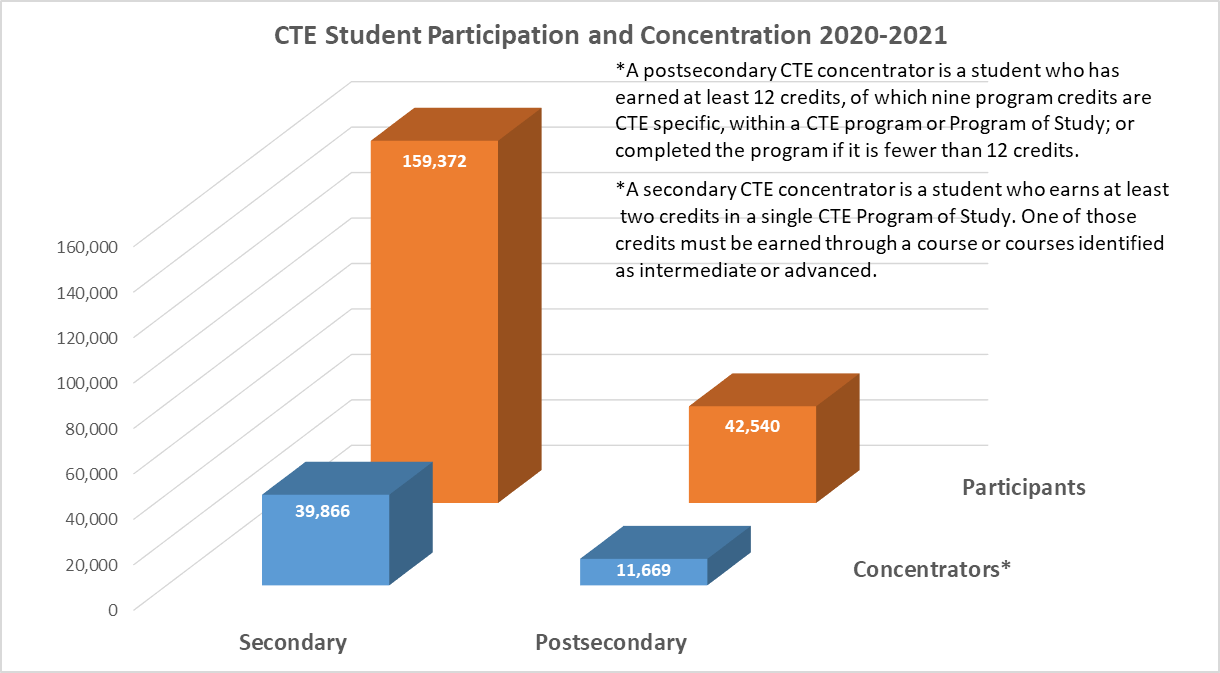 CTE Student Participation and Concentration 2020-2021
*A postsecondary CTE concentrator is a student who has
earned at least 12 credits, of which nine program credits are
CTE specific, within a CTE program or Program of Study; or
completed the program if it is fewer than 12 credits.
*A secondary CTE concentrator is a student who earns at least
two credits in a single CTE Program of Study. One of those
credits must be earned through a course or courses identified
as intermediate or advanced.
159,372
42,540
39,866
11,669
160,000
140,000
120,000
100,000
80,000
60,000
40,000
20,000
0
Participants
Concentrators*
Secondary
Postsecondary